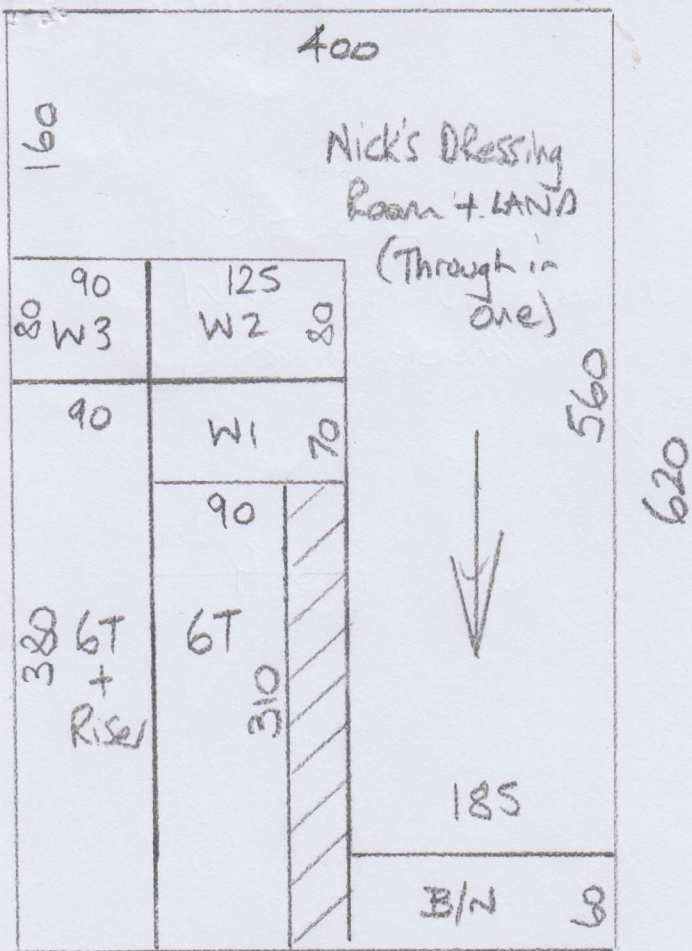 400
160
Nick's Dressing
Room + LAND
(Through in
one)
90
125
80
W3
W2
80
560
620
90
W1
70
90
380
6T
+
Riser
6T
310
185
B/N
60